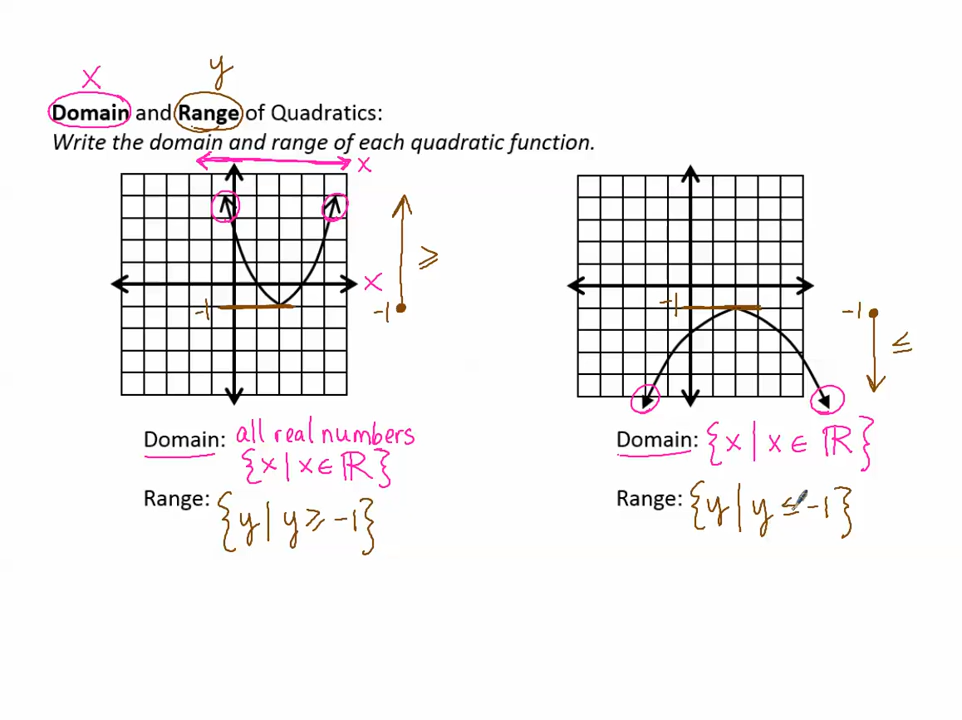 x y
Domain and Range of Quadratics:
Write the domain and range of each quadratic function.
x
≥
x
-1
-1
-1
-1
≤
Domain: all real numbers
{x | x ∈ ℝ}
Range: {y | y ≥ -1}
Domain: {x | x ∈ ℝ}
Range: {y | y ≤ -1}